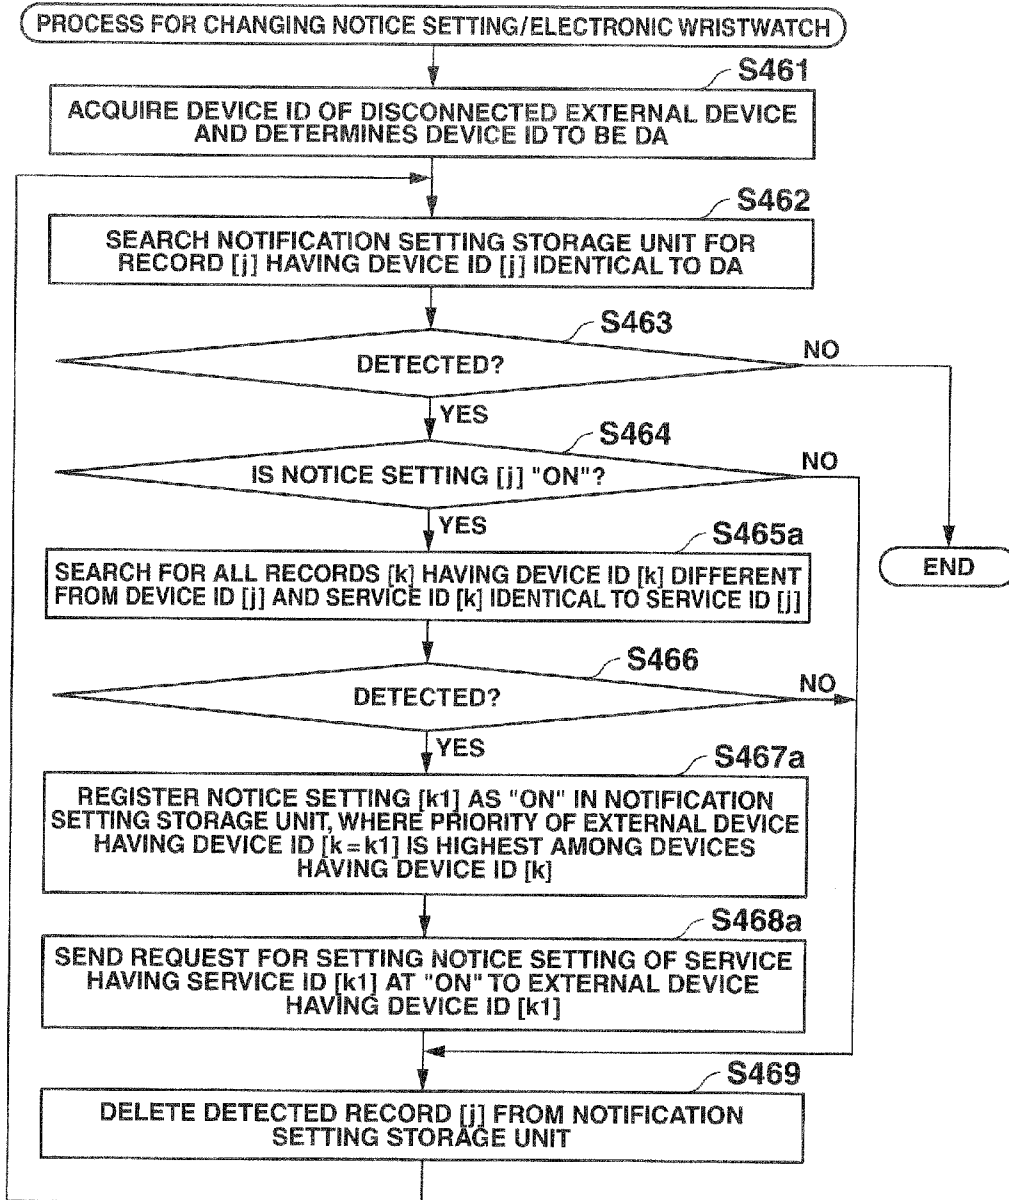 PROCESS FOR CHANGING NOTICE SETTING/ELECTRONIC WRISTWATCH
S461
ACQUIRE DEVICE ID OF DISCONNECTED EXTERNAL DEVICE
AND DETERMINES DEVICE ID TO BE DA
S462
SEARCH NOTIFICATION SETTING STORAGE UNIT FOR
RECORD [j] HAVING DEVICE ID [j] IDENTICAL TO DA
S463
DETECTED?
NO
YES
S464
IS NOTICE SETTING [j] "ON"?
NO
YES
S465a
SEARCH FOR ALL RECORDS [k] HAVING DEVICE ID [k] DIFFERENT
FROM DEVICE ID [j] AND SERVICE ID [k] IDENTICAL TO SERVICE ID [j]
END
S466
DETECTED?
NO
YES
S467a
REGISTER NOTICE SETTING [k1] AS "ON" IN NOTIFICATION
SETTING STORAGE UNIT, WHERE PRIORITY OF EXTERNAL DEVICE
HAVING DEVICE ID [k=k1] IS HIGHEST AMONG DEVICES
HAVING DEVICE ID [k]
S468a
SEND REQUEST FOR SETTING NOTICE SETTING OF SERVICE
HAVING SERVICE ID [k1] AT "ON" TO EXTERNAL DEVICE
HAVING DEVICE ID [k1]
S469
DELETE DETECTED RECORD [j] FROM NOTIFICATION
SETTING STORAGE UNIT